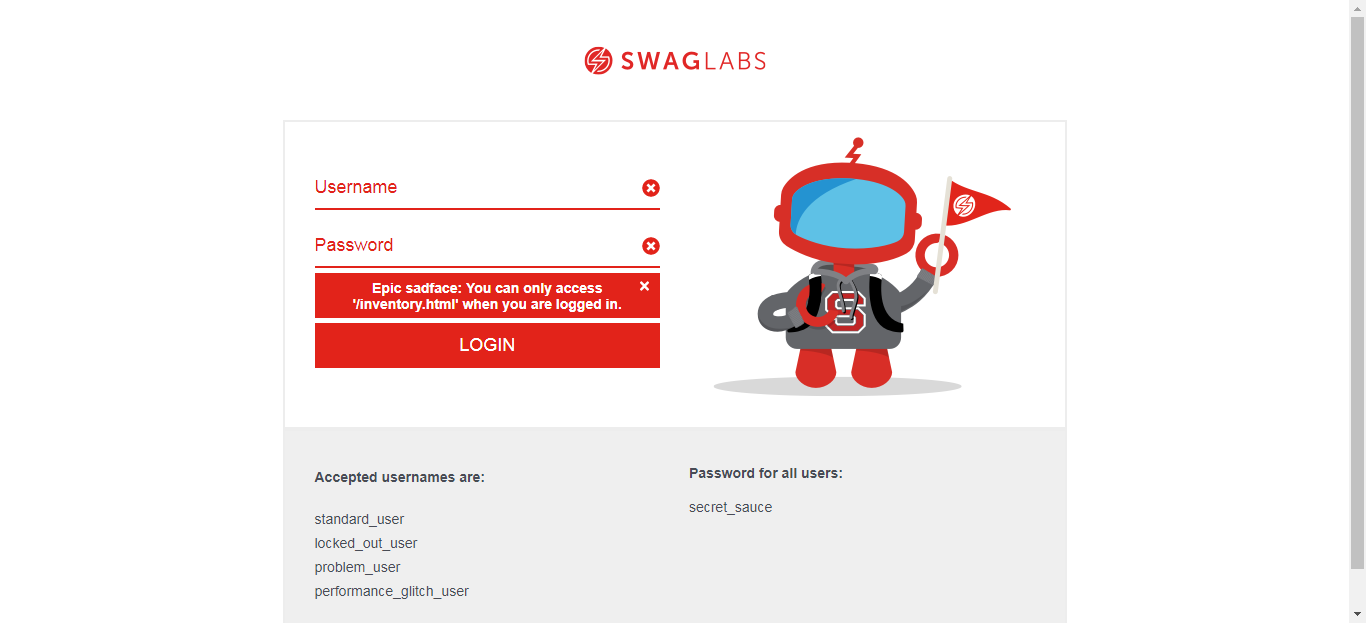 SWAGLABS
Username
Password
Epic sadface: You can only access
'/inventory.html' when you are logged in.
LOGIN
S
Accepted usernames are:
standard_user
locked_out_user
problem_user
performance_glitch_user
Password for all users:
secret_sauce